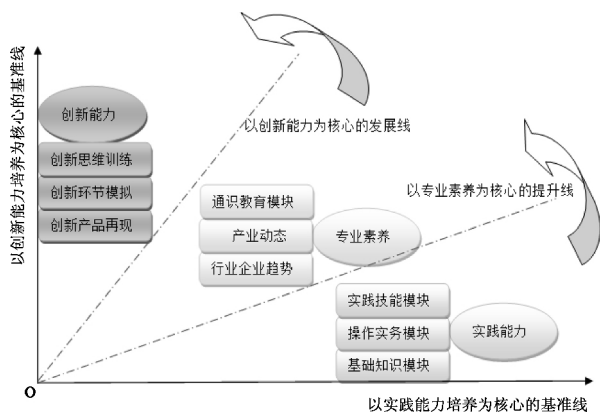 以创新能力培养为核心的基准线
创新能力
创新思维训练
创新环节模拟
创新产品再现
以创新能力为核心的发展线
以专业素养为核心的提升线
通识教育模块
产业动态
行业企业趋势
专业素养
实践技能模块
操作实务模块
基础知识模块
实践能力
O
以实践能力培养为核心的基准线